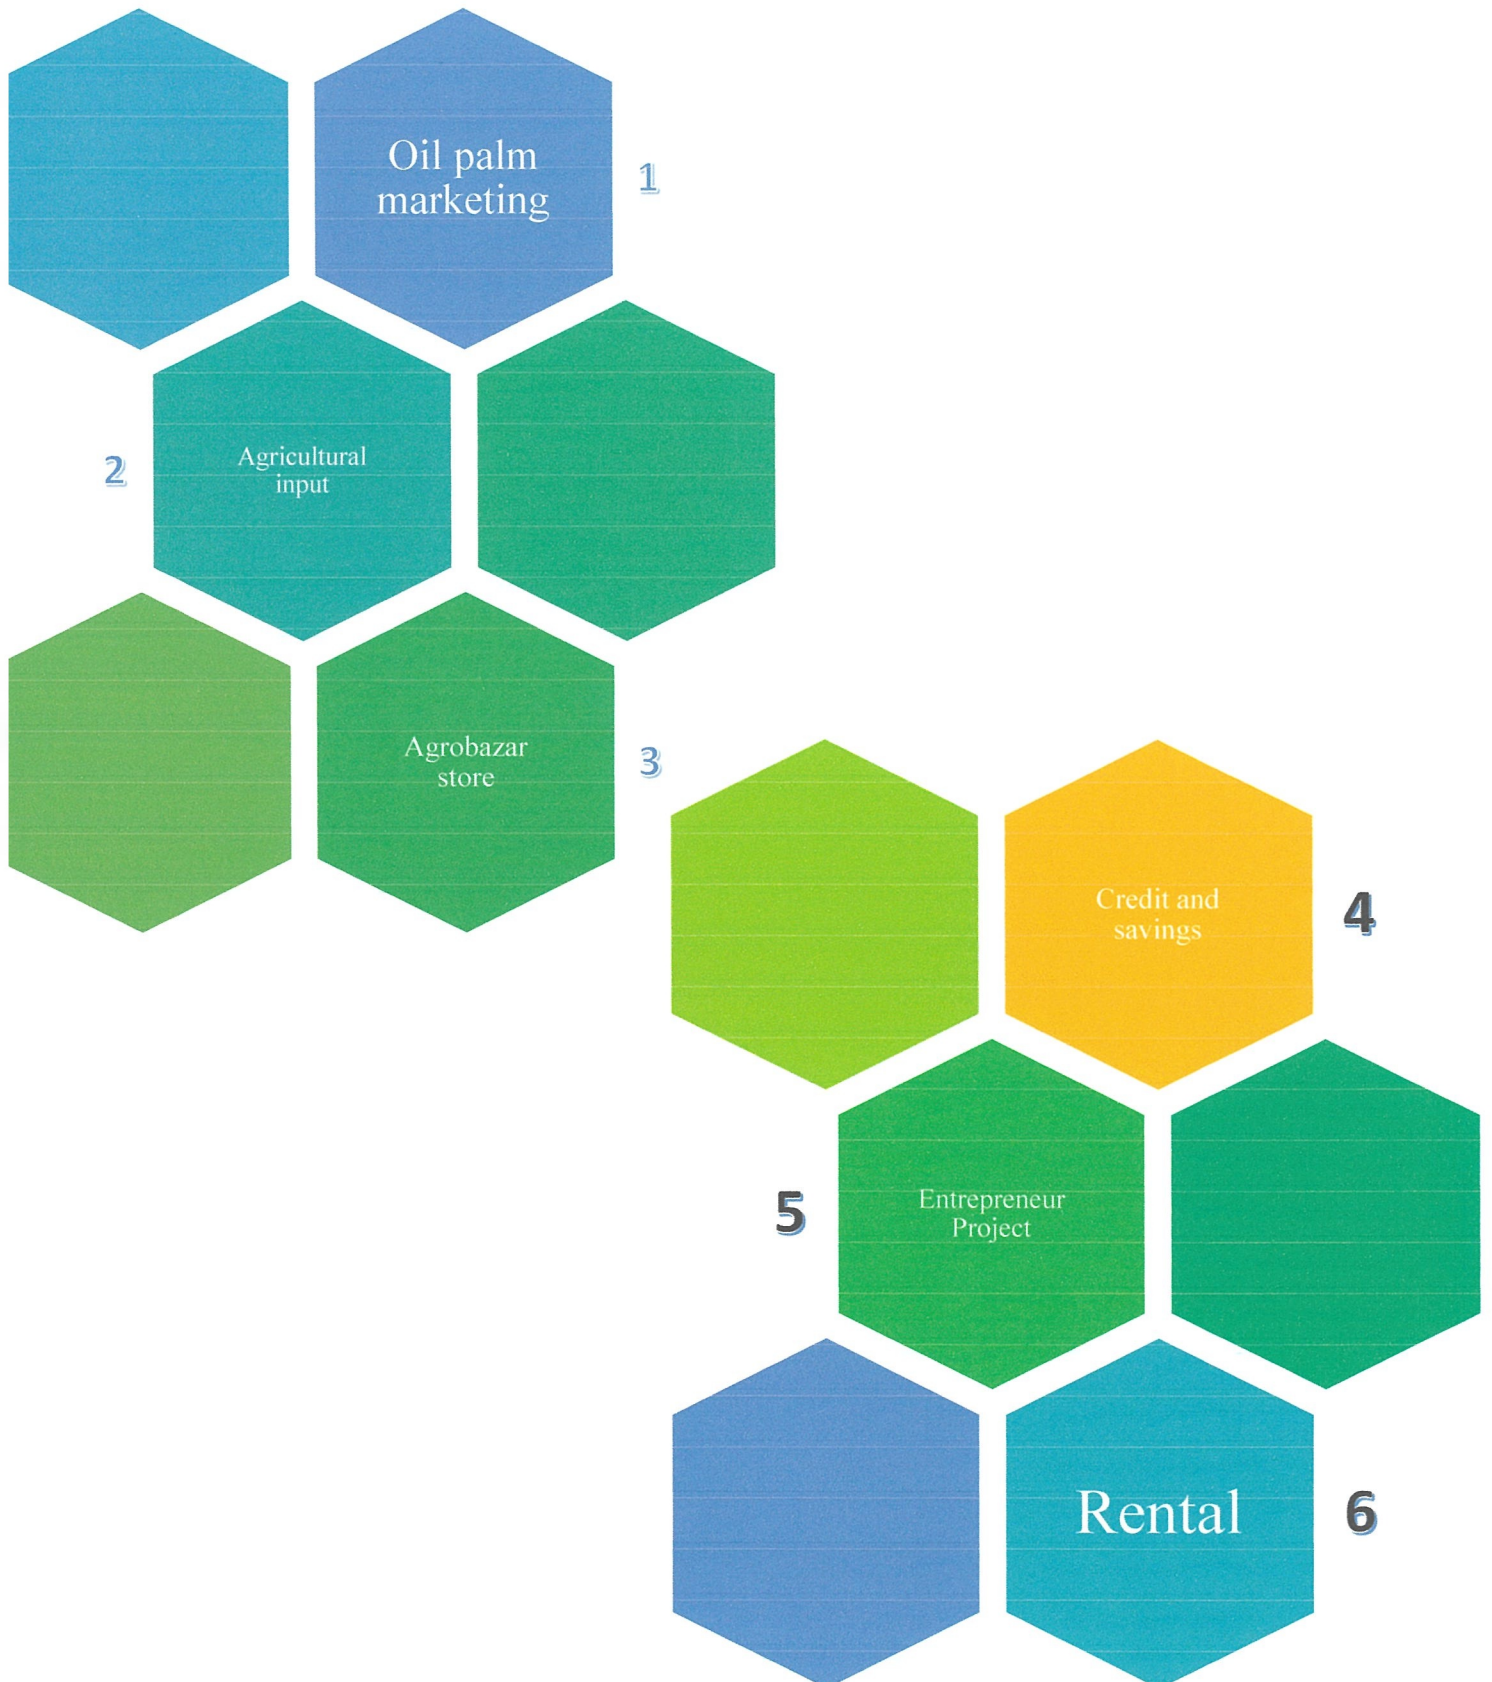 Oil palm
marketing
1
2
Agricultural
input
Agrobazar
store
3
Credit and
savings
4
5
Entrepreneur
Project
Rental
6